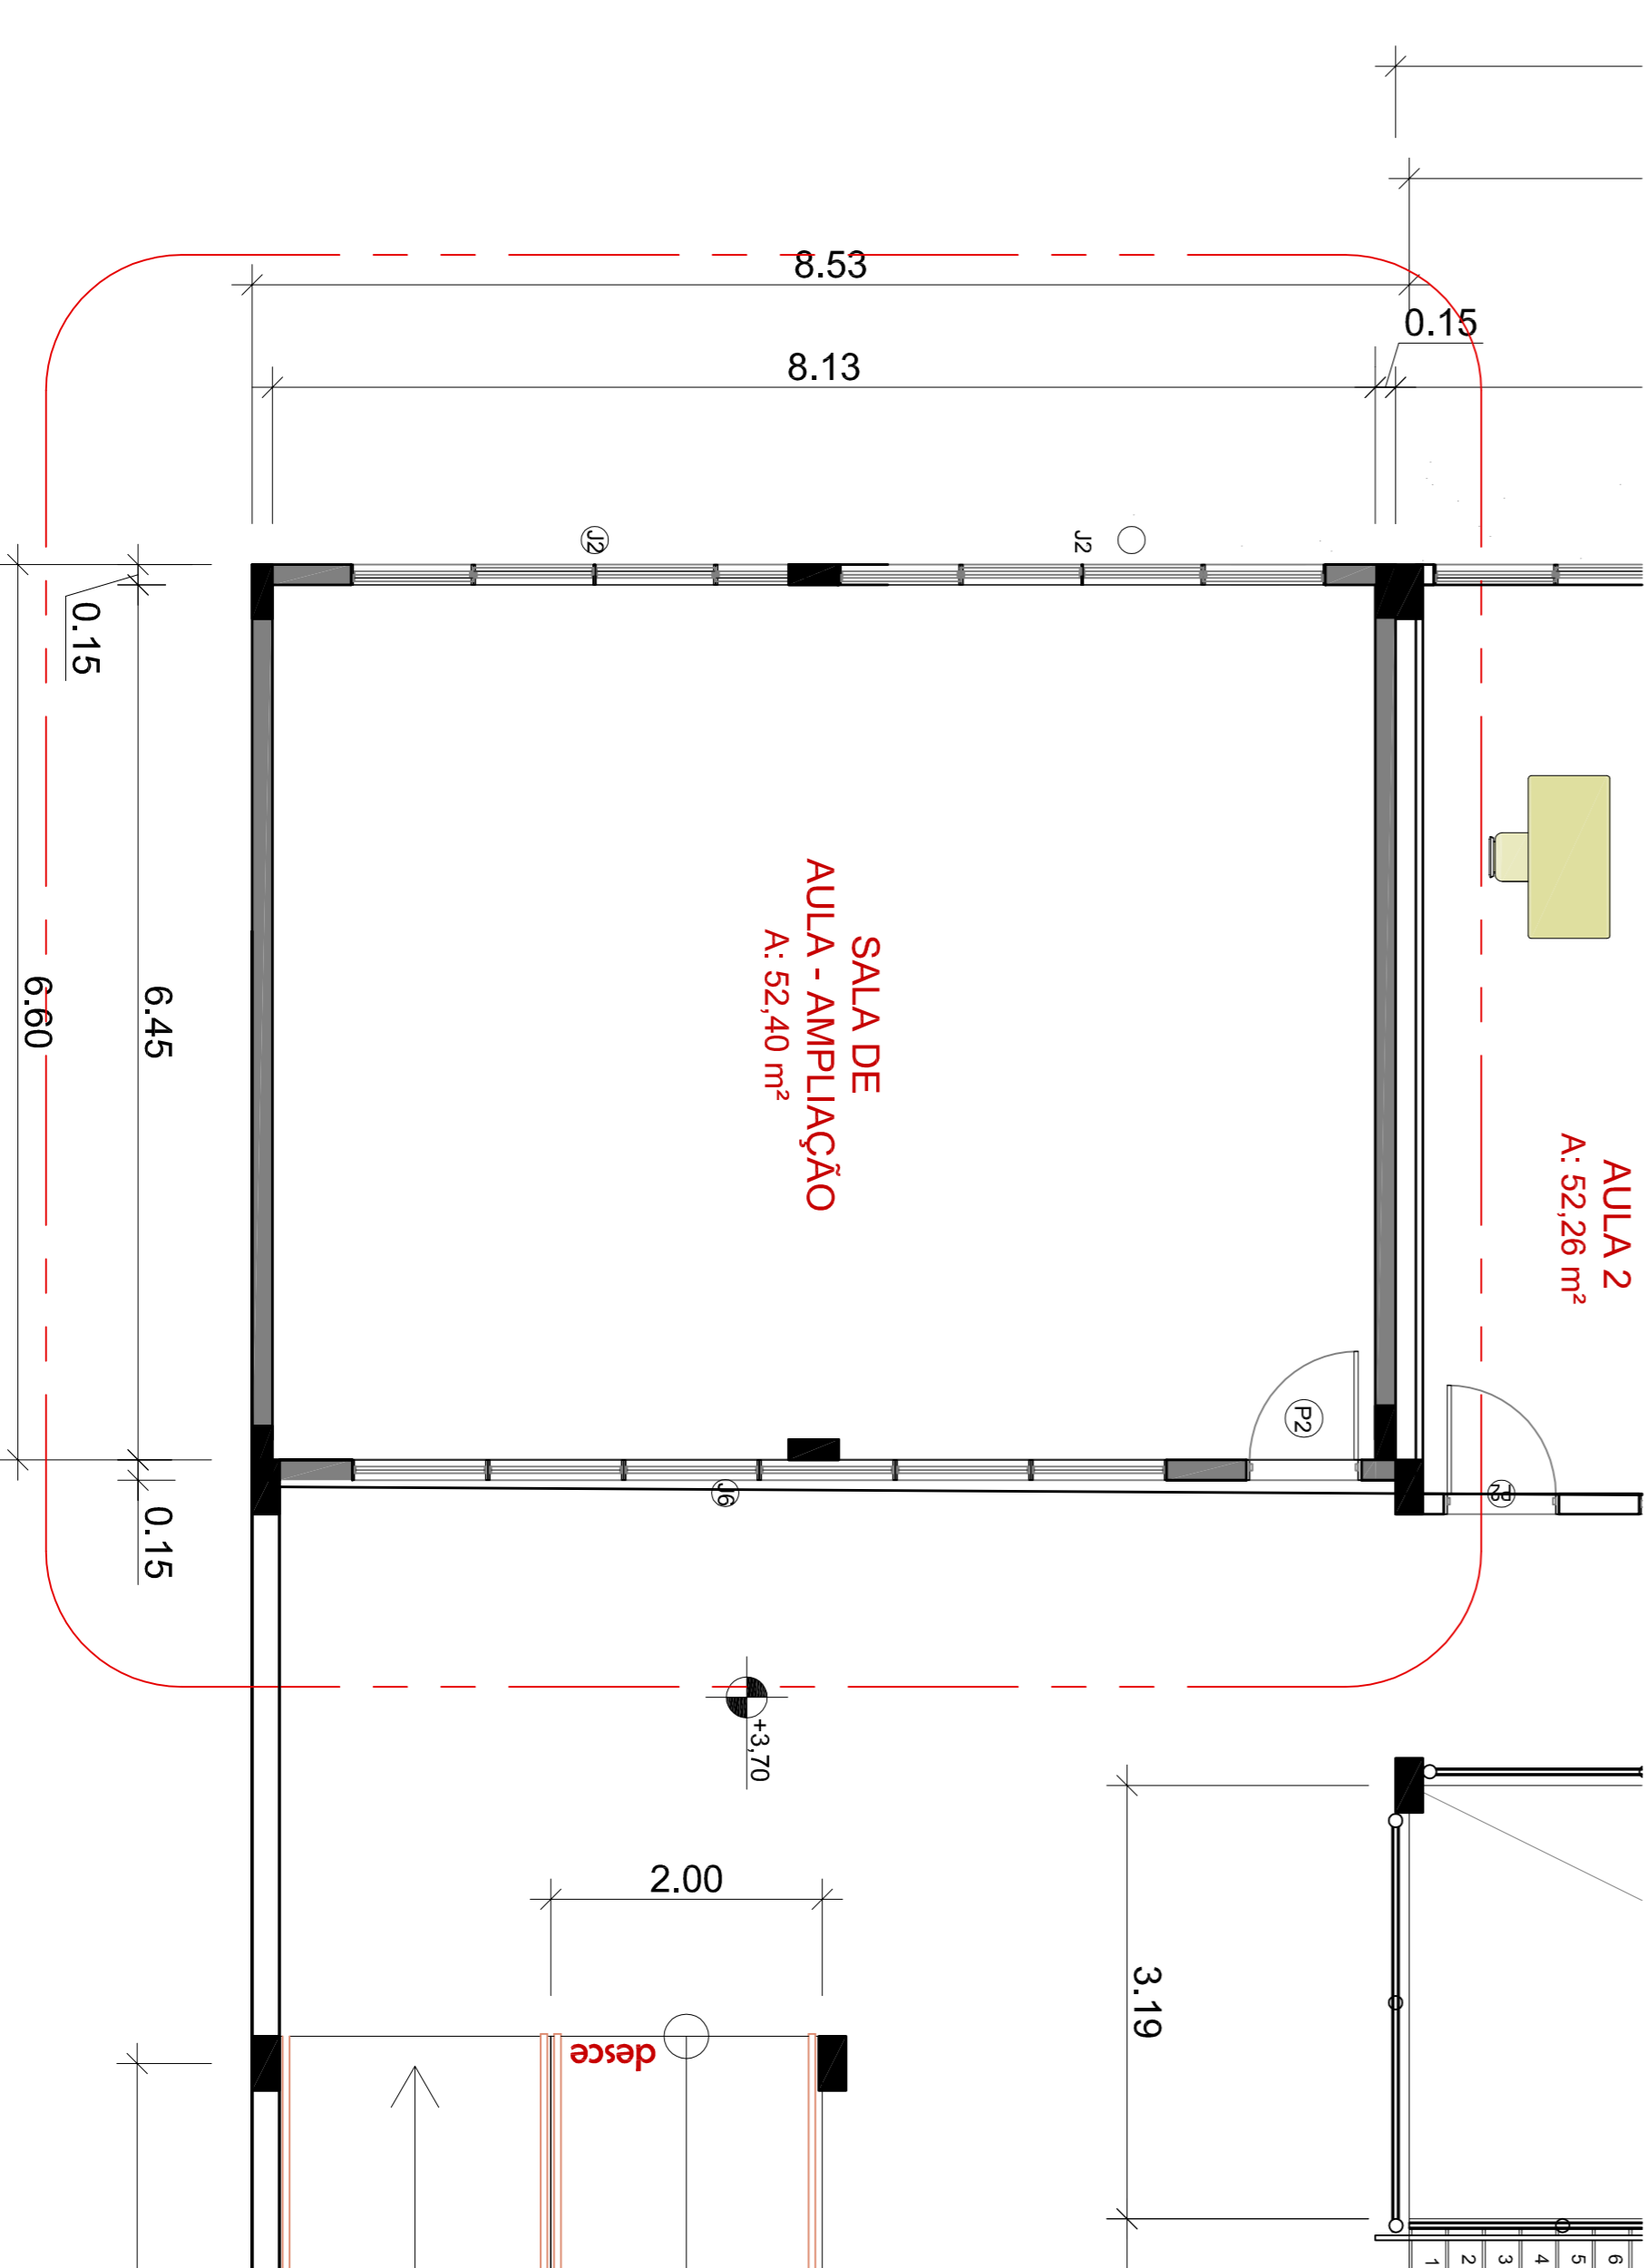 8.53
0.15
8.13
J2
J2
0.15
6.45
6.60
0.15
SALA DE
AULA - AMPLIAÇÃO
A: 52,40 m²
AULA 2
A: 52,26 m²
P2
P2
J6
+3,70
2.00
3.19
desce
1
2
3
4
5
6